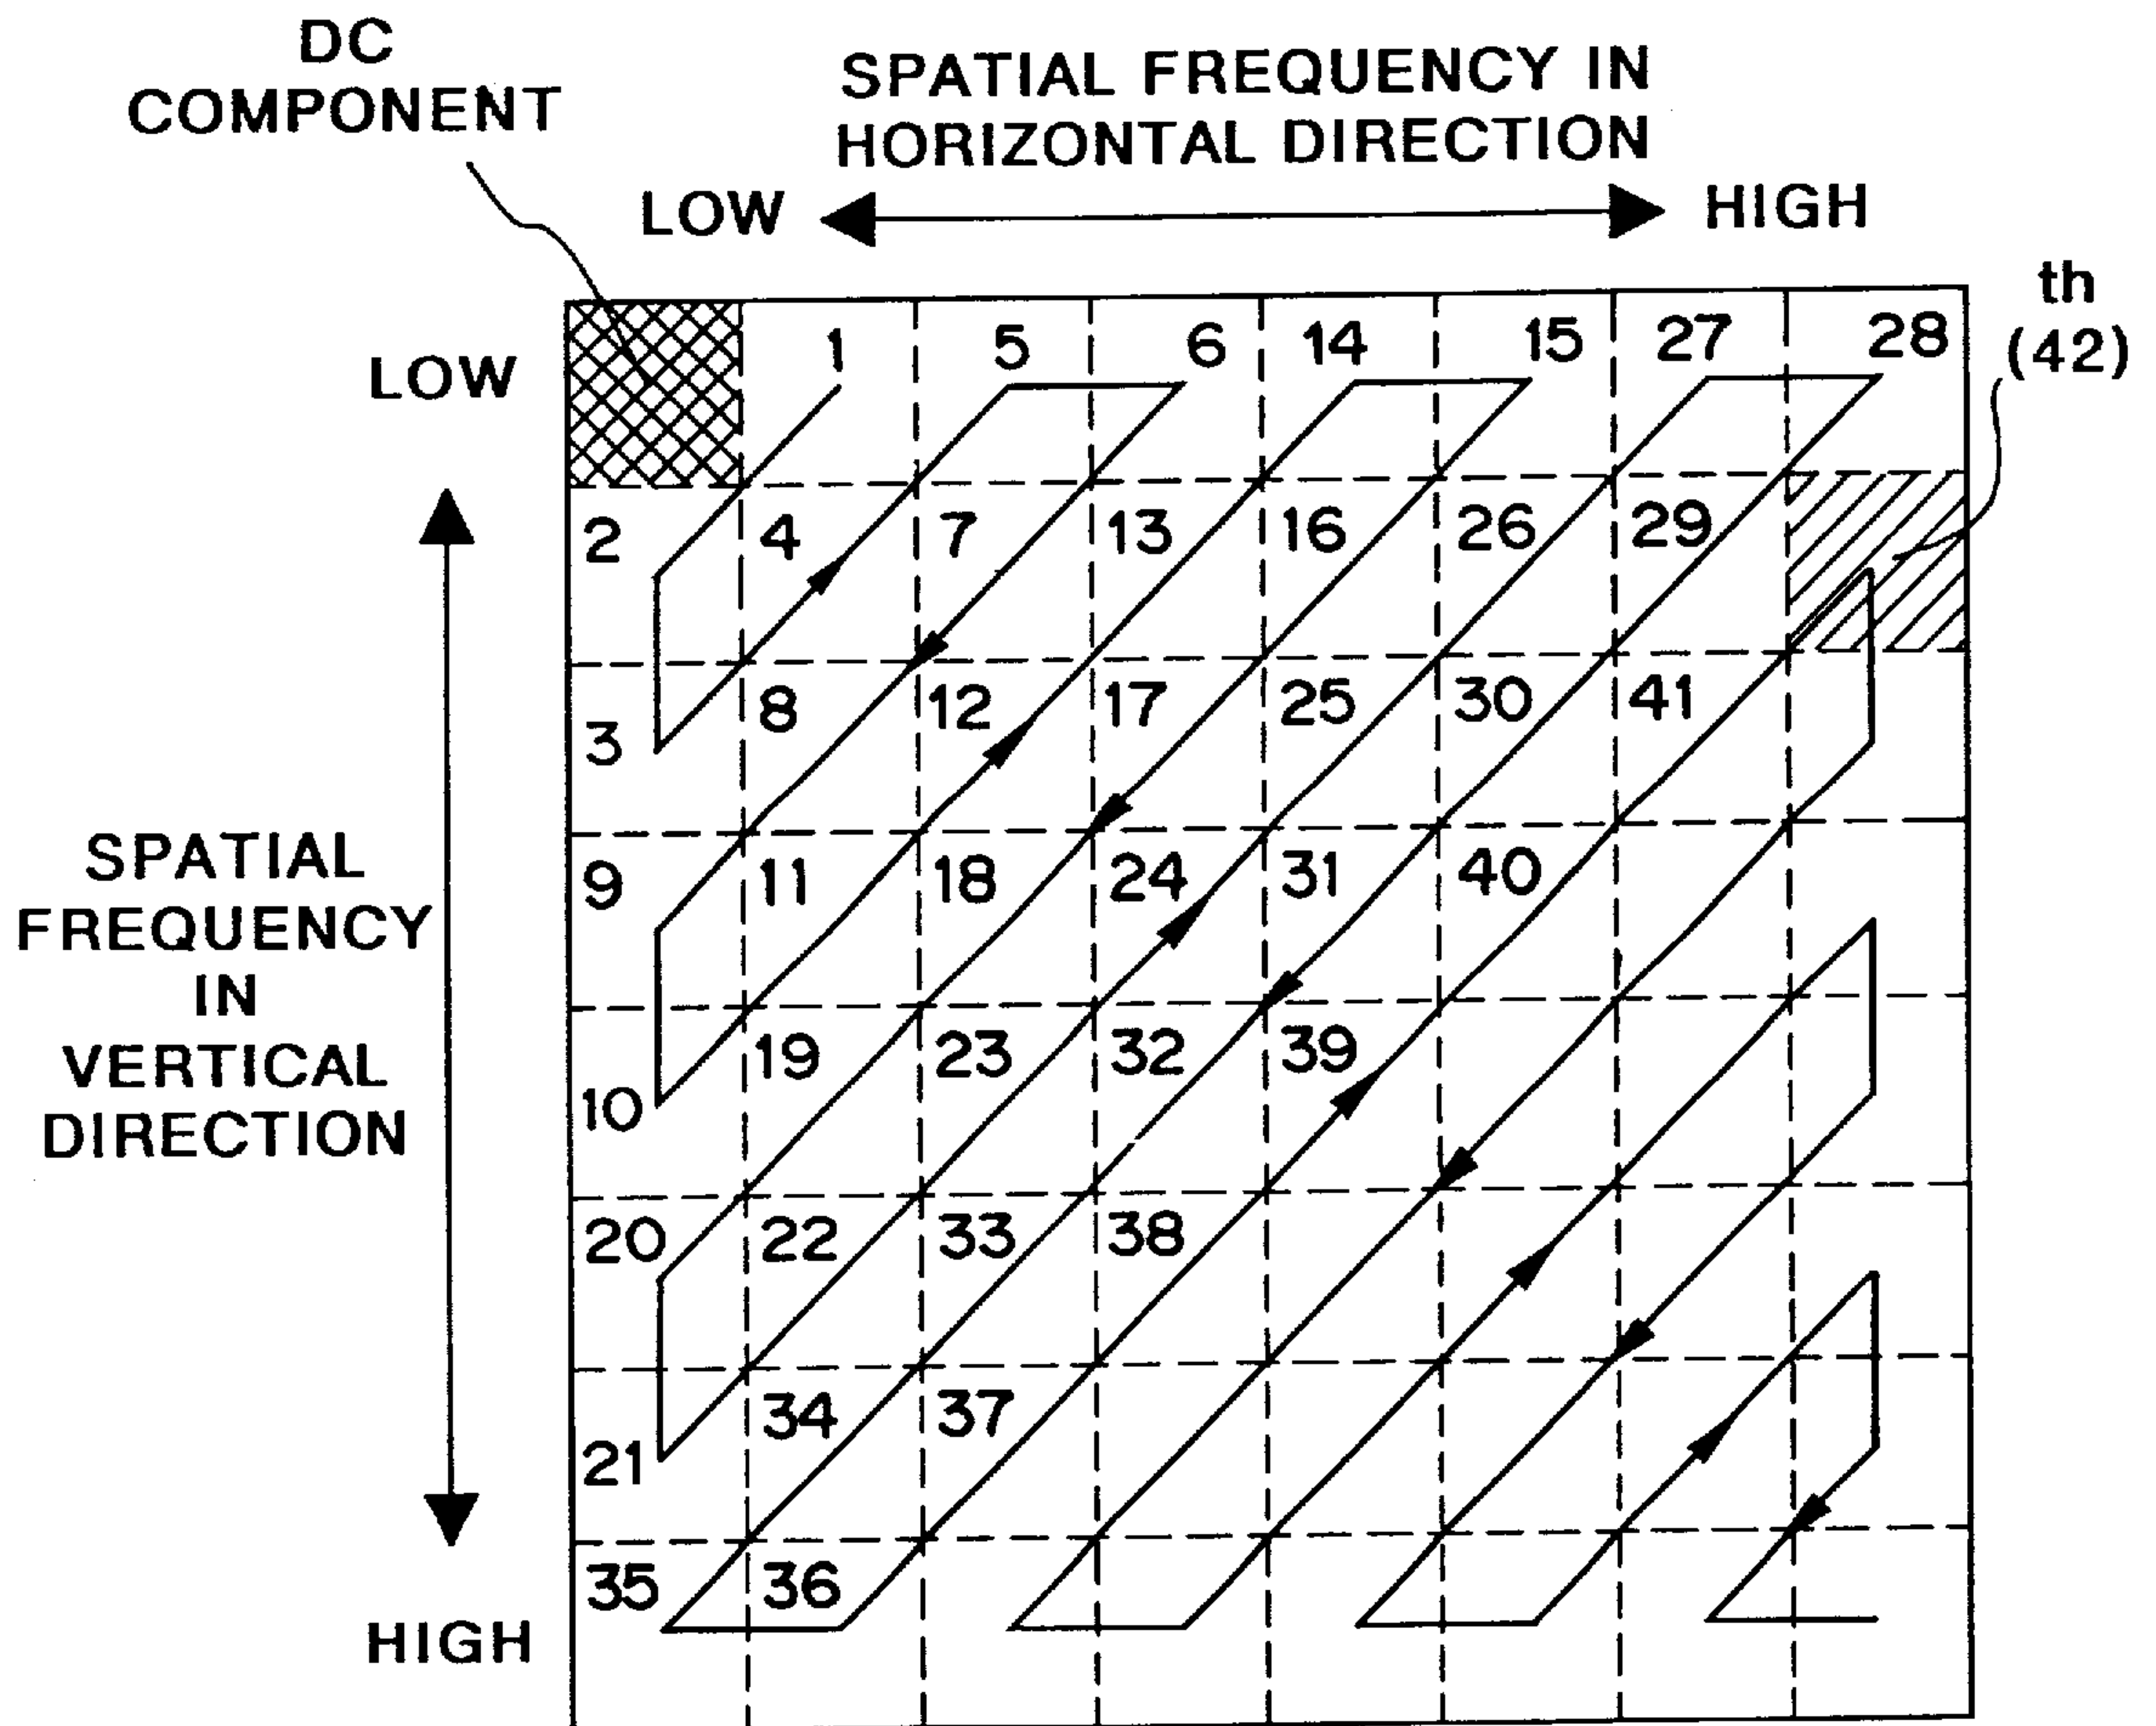 DC
COMPONENT
SPATIAL FREQUENCY IN
HORIZONTAL DIRECTION
LOW
HIGH
th
(42)
LOW
1 5 6 14 15 27 28
2 4 7 13 16 26 29
3 8 12 17 25 30 41
9 11 18 24 31 40
10 19 23 32 39
20 22 33 38
21 34 37
35 36
SPATIAL
FREQUENCY
IN
VERTICAL
DIRECTION
HIGH